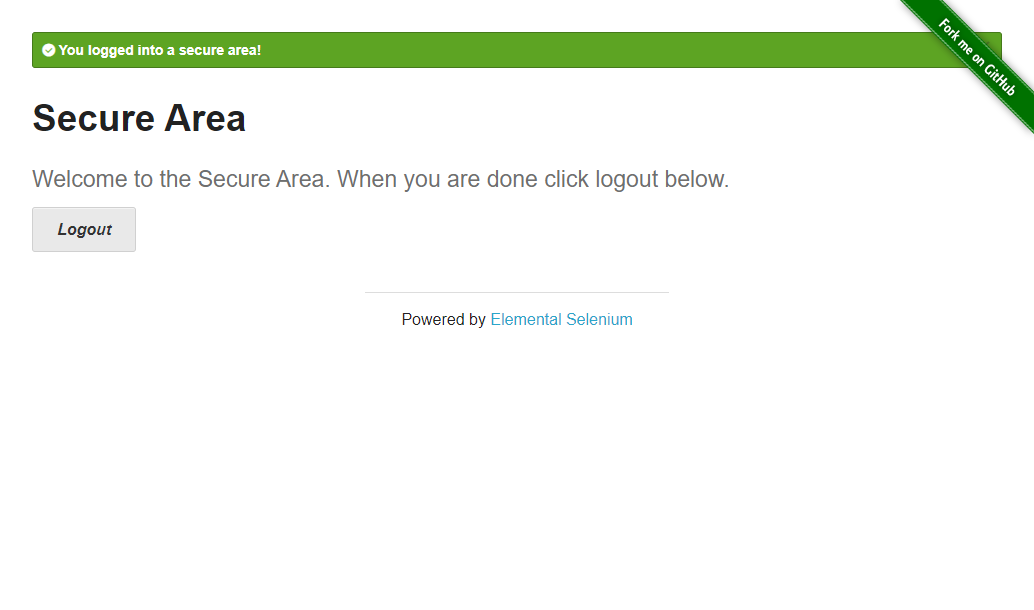 You logged into a secure area!
Fork me on GitHub
Secure Area
Welcome to the Secure Area. When you are done click logout below.
Logout
Powered by Elemental Selenium